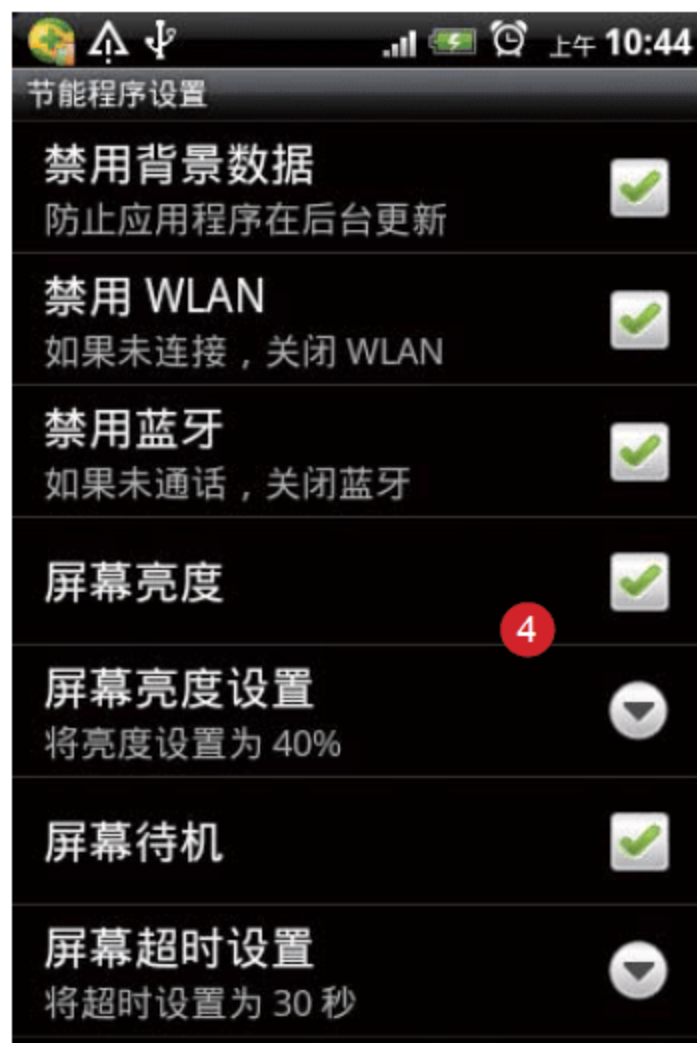 上午 10:44
节能程序设置
禁用背景数据
防止应用程序在后台更新
禁用 WLAN
如果未连接，关闭 WLAN
禁用蓝牙
如果未通话，关闭蓝牙
屏幕亮度
4
屏幕亮度设置
将亮度设置为 40%
屏幕待机
屏幕超时设置
将超时设置为 30 秒